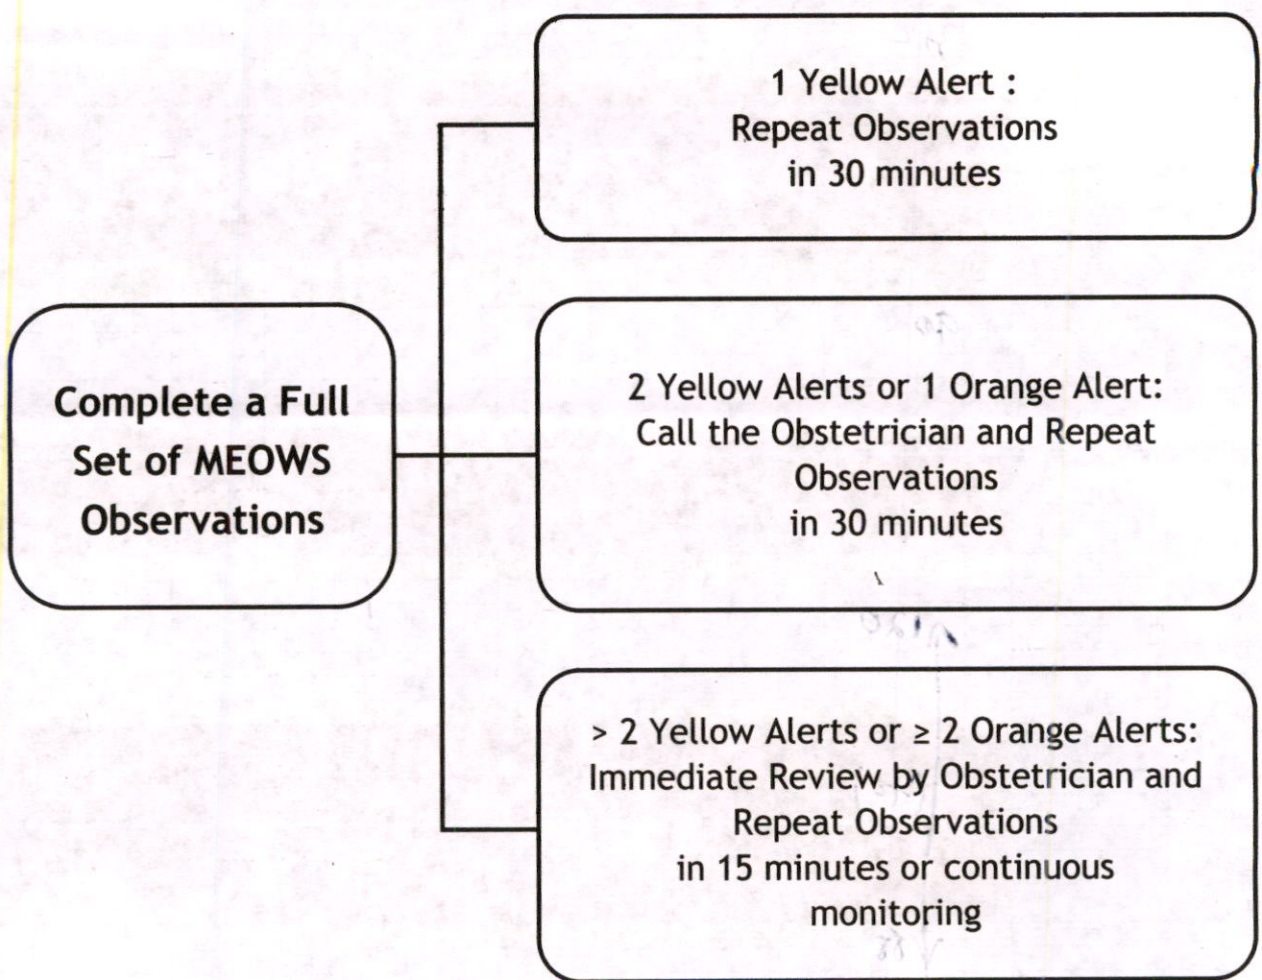 1 Yellow Alert :
Repeat Observations
in 30 minutes
Complete a Full
Set of MEOWS
Observations
2 Yellow Alerts or 1 Orange Alert:
Call the Obstetrician and Repeat
Observations
in 30 minutes
> 2 Yellow Alerts or ≥ 2 Orange Alerts:
Immediate Review by Obstetrician and
Repeat Observations
in 15 minutes or continuous
monitoring